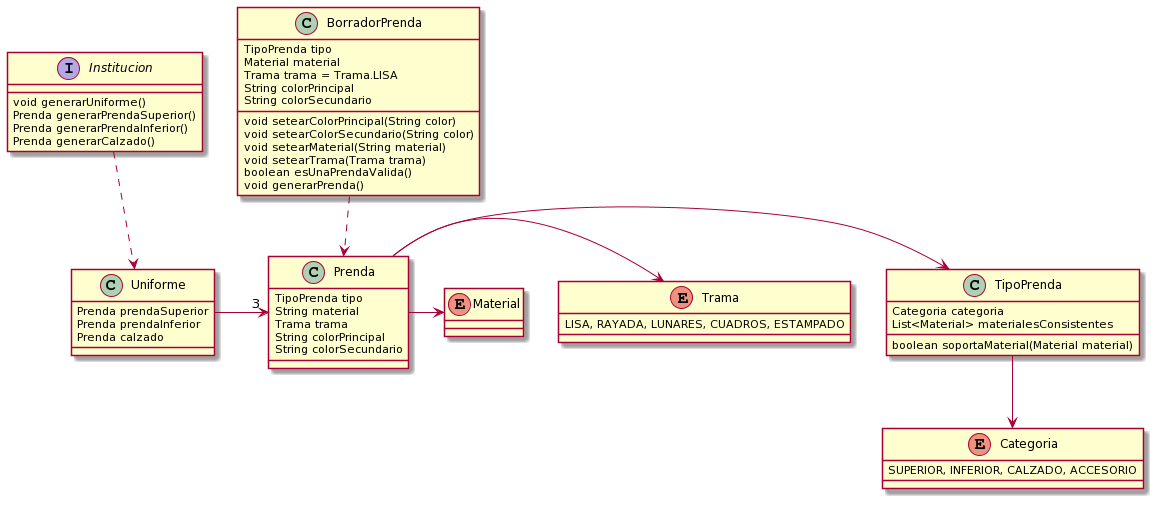 I Institucion
void generarUniforme()
Prenda generarPrendaSuperior()
Prenda generarPrendaInferior()
Prenda generarCalzado()
C BorradorPrenda
TipoPrenda tipo
Material material
Trama trama = Trama.LISA
String colorPrincipal
String colorSecundario
void setearColorPrincipal(String color)
void setearColorSecundario(String color)
void setearMaterial(String material)
void setearTrama(Trama trama)
boolean esUnaPrendaValida()
void generarPrenda()
C Uniforme
Prenda prendaSuperior
Prenda prendaInferior
Prenda calzado
3
C Prenda
TipoPrenda tipo
String material
Trama trama
String colorPrincipal
String colorSecundario
E Material
E Trama
LISA, RAYADA, LUNARES, CUADROS, ESTAMPADO
C TipoPrenda
Categoria categoria
List<Material> materialesConsistentes
boolean soportaMaterial(Material material)
E Categoria
SUPERIOR, INFERIOR, CALZADO, ACCESORIO